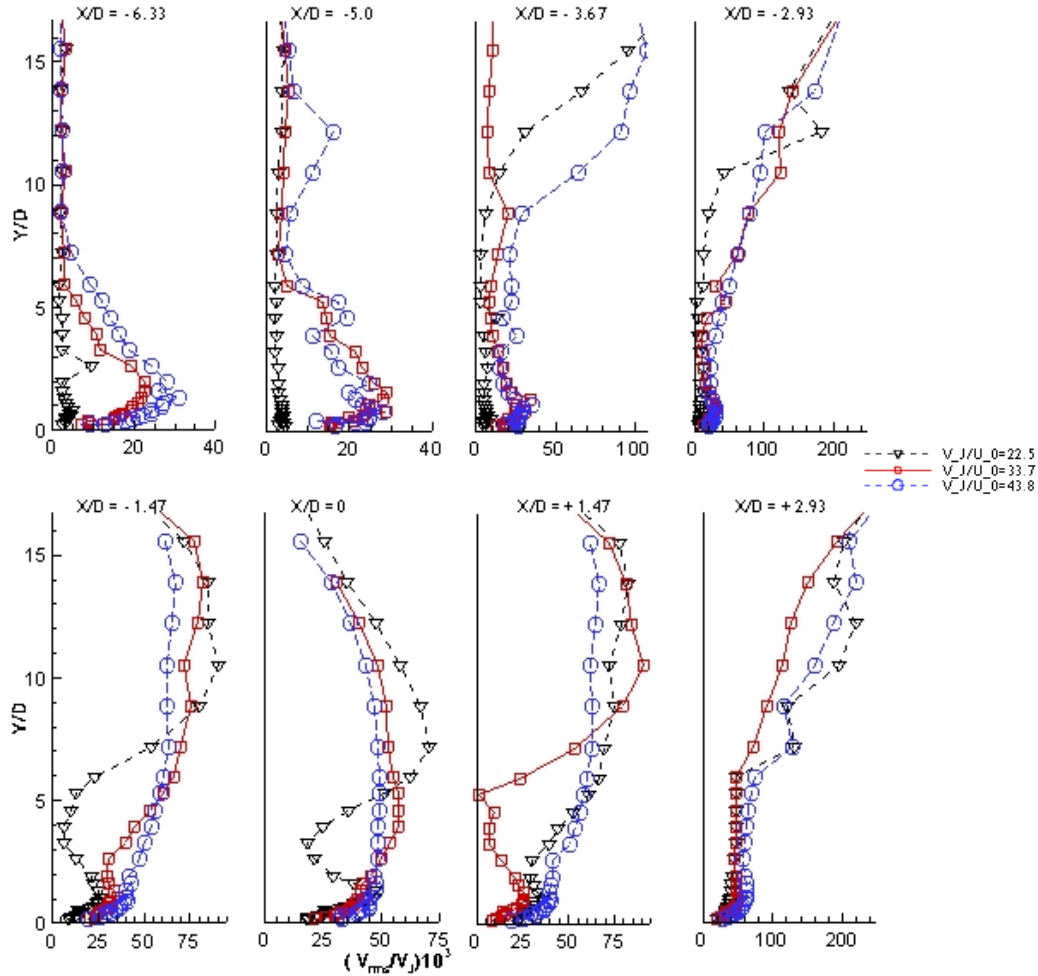 X/D = - 6.33
X/D = -5.0
X/D = - 3.67
X/D = - 2.93
15
10
5
0
Y/D
0 20 40
0 20 40
0 50 100
0 100 200
V_J/U_0=22.5
V_J/U_0=33.7
V_J/U_0=43.8
X/D = - 1.47
X/D = 0
X/D = + 1.47
X/D = + 2.93
15
10
5
0
Y/D
0 25 50 75
0 25 50 75
0 25 50 75
0 100 200
( V_rms/V_J)10^3